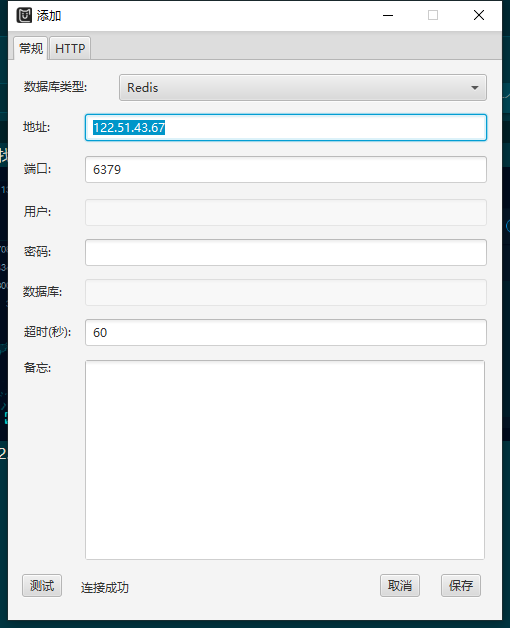 添加
常规 HTTP
数据库类型: Redis
地址: 122.51.43.67
端口: 6379
用户:
密码:
数据库:
超时(秒): 60
备忘:
测试 连接成功 取消 保存